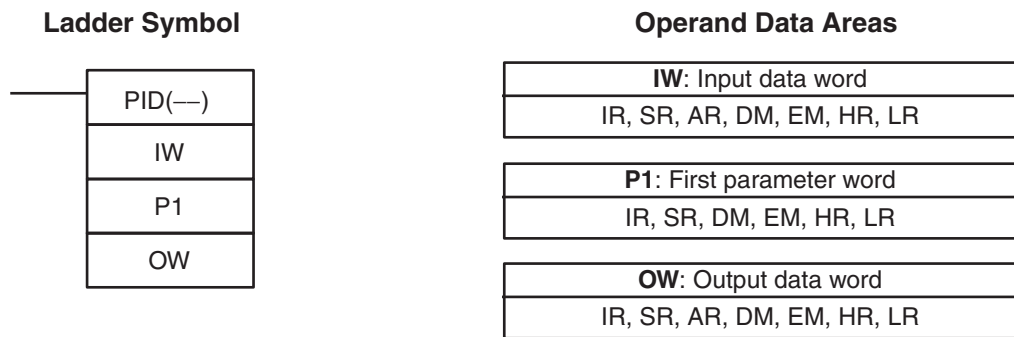 Ladder Symbol
PID(−−)
IW
P1
OW
Operand Data Areas
IW: Input data word
IR, SR, AR, DM, EM, HR, LR
P1: First parameter word
IR, SR, DM, EM, HR, LR
OW: Output data word
IR, SR, AR, DM, EM, HR, LR